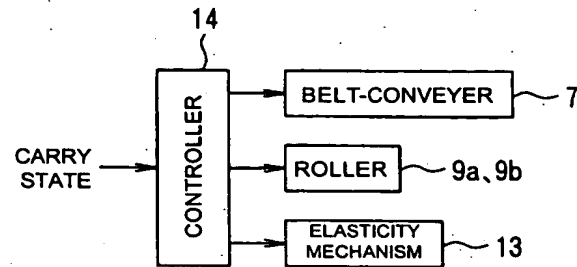 14
BELT-CONVEYER
7
CARRY
STATE
CONTROLLER
ROLLER
9a、9b
ELASTICITY
MECHANISM
13